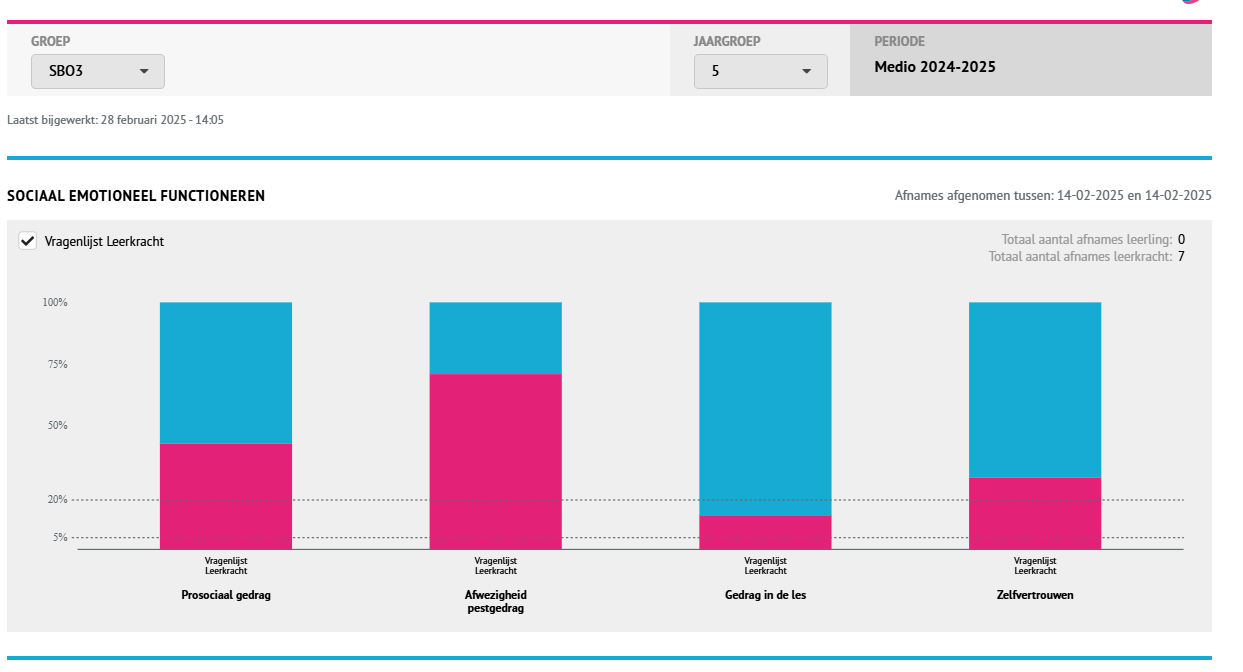 GROEP
JAARGROEP
PERIODE
SBO3
5
Medio 2024-2025
Laatst bijgewerkt: 28 februari 2025 - 14:05
SOCIAAL EMOTIONEEL FUNCTIONEREN
Afnames afgenomen tussen: 14-02-2025 en 14-02-2025
Vragenlijst Leerkracht
Totaal aantal afnames leerling: 0
Totaal aantal afnames leerkracht: 7
100%
75%
50%
20%
5%
Vragenlijst
Leerkracht
Prosociaal gedrag
Vragenlijst
Leerkracht
Afwezigheid
pestgedrag
Vragenlijst
Leerkracht
Gedrag in de les
Vragenlijst
Leerkracht
Zelfvertrouwen